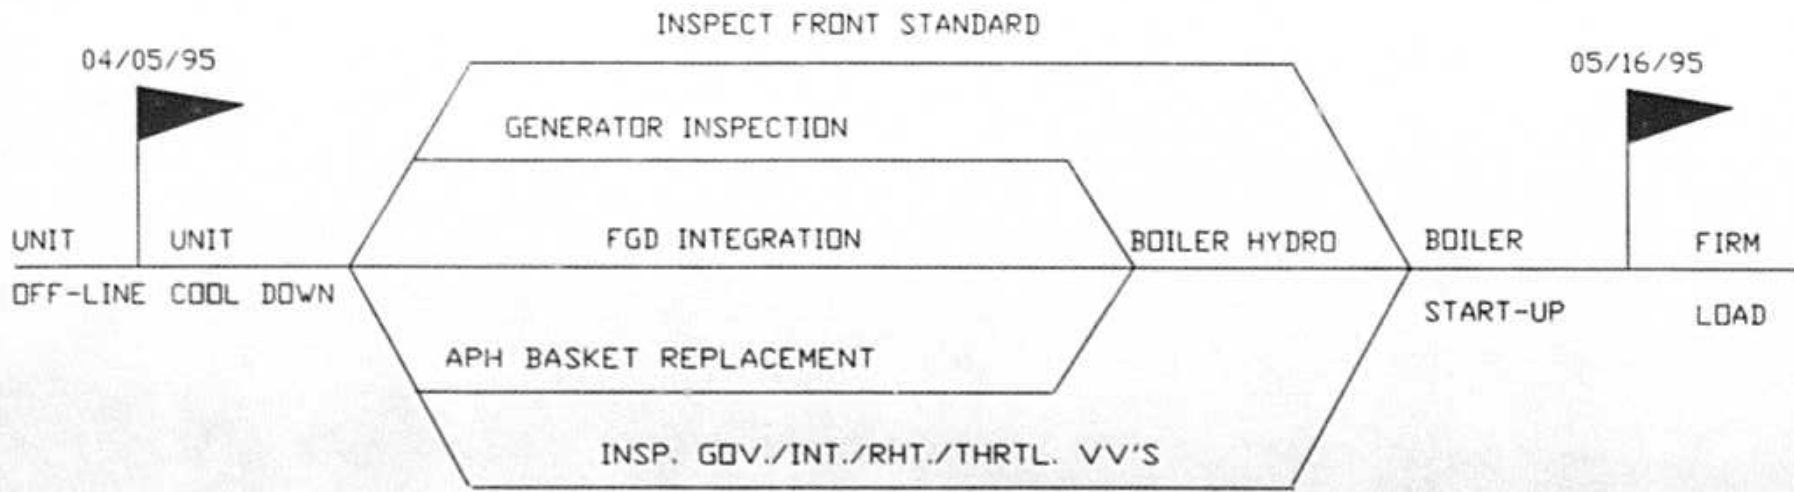 INSPECT FRONT STANDARD
04/05/95
05/16/95
GENERATOR INSPECTION
UNIT
UNIT
FGD INTEGRATION
BOILER HYDRO
BOILER
FIRM
OFF-LINE
COOL DOWN
START-UP
LOAD
APH BASKET REPLACEMENT
INSP. GOV./INT./RHT./THRTL. VV'S